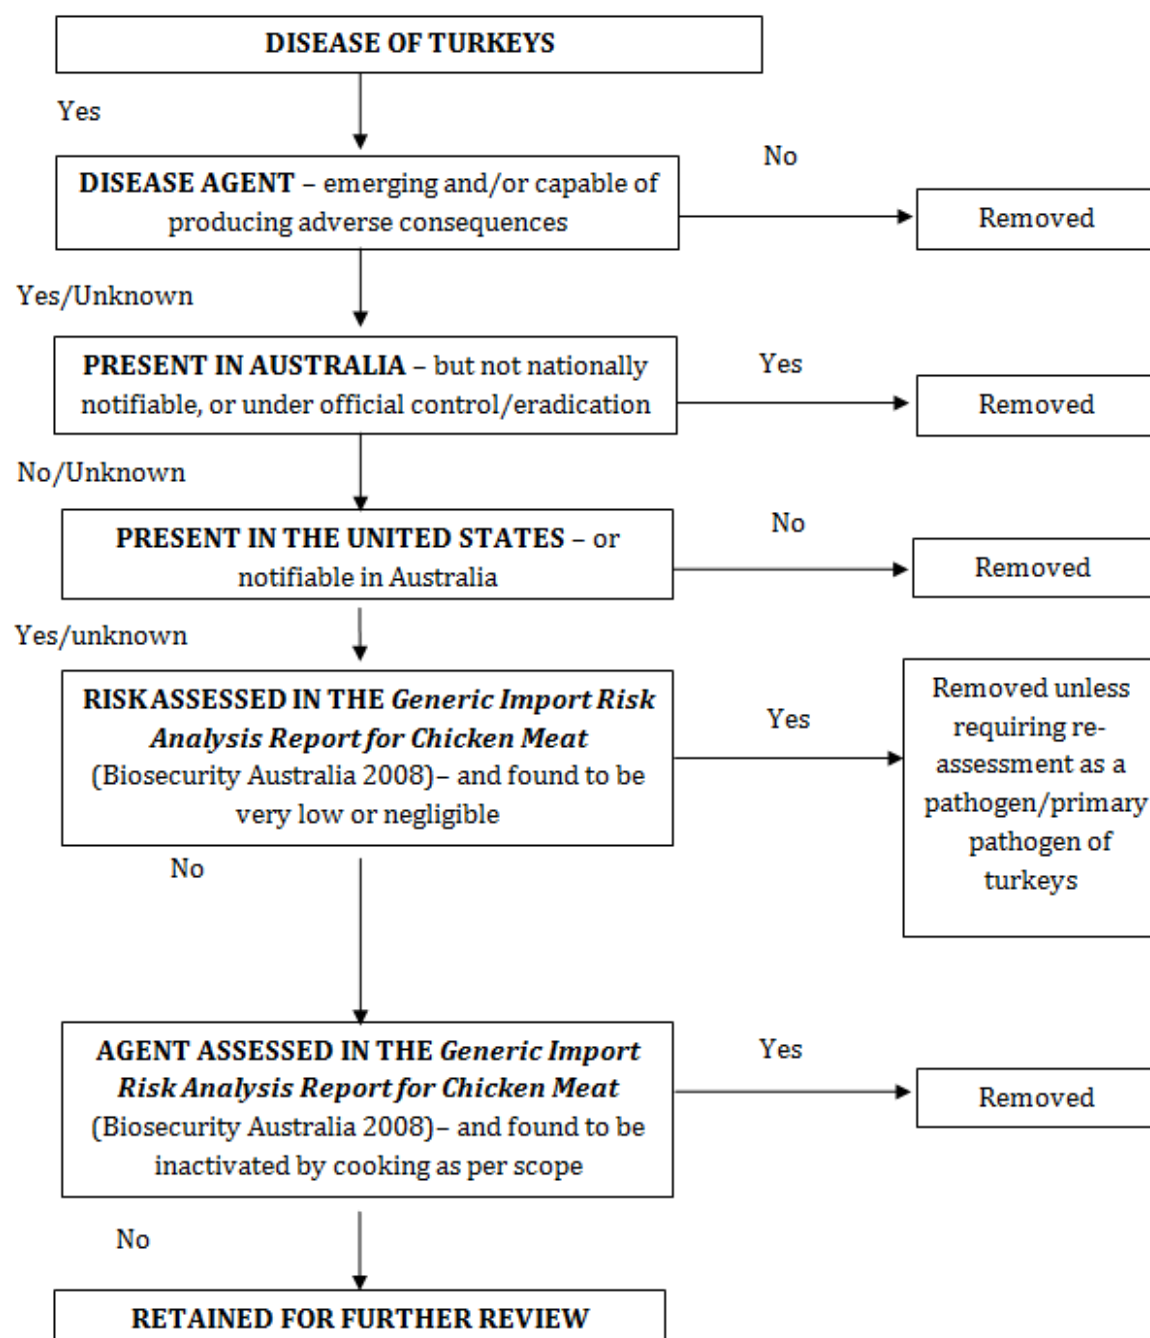 DISEASE OF TURKEYS
Yes
DISEASE AGENT – emerging and/or capable of
producing adverse consequences
No
Removed
Yes/Unknown
PRESENT IN AUSTRALIA – but not nationally
notifiable, or under official control/eradication
Yes
Removed
No/Unknown
PRESENT IN THE UNITED STATES – or
notifiable in Australia
No
Removed
Yes/unknown
RISK ASSESSED IN THE Generic Import Risk
Analysis Report for Chicken Meat
(Biosecurity Australia 2008)– and found to be
very low or negligible
Yes
Removed unless
requiring re-
assessment as a
pathogen/primary
pathogen of
turkeys
No
AGENT ASSESSED IN THE Generic Import
Risk Analysis Report for Chicken Meat
(Biosecurity Australia 2008)– and found to be
inactivated by cooking as per scope
Yes
Removed
No
RETAINED FOR FURTHER REVIEW